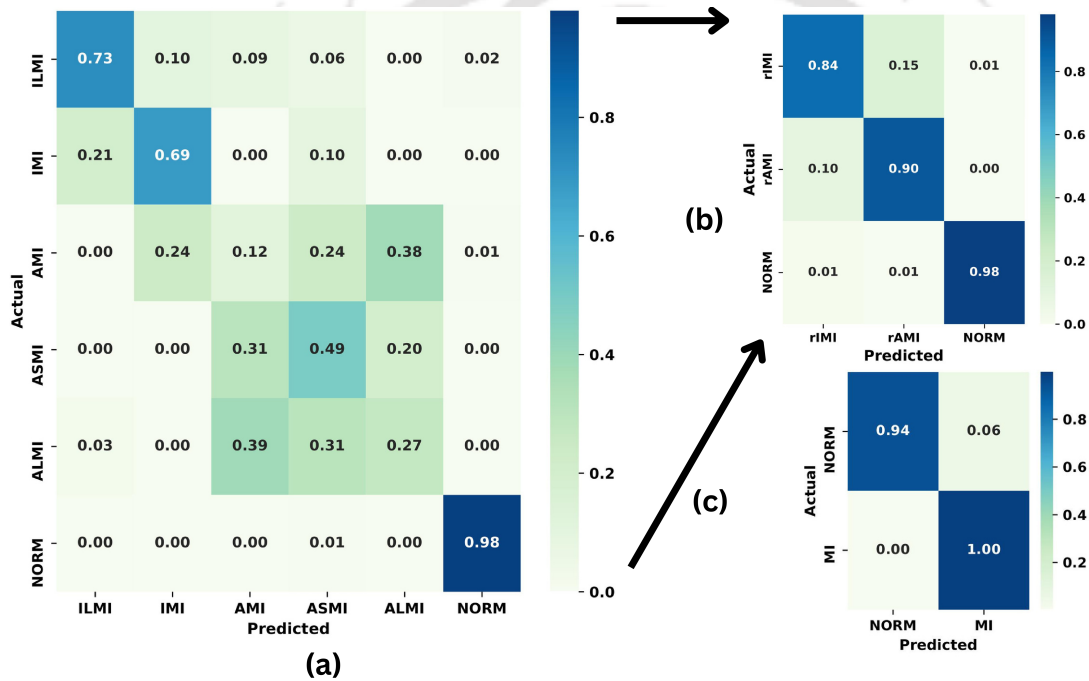 ILMI 0.73 0.10 0.09 0.06 0.00 0.02
IMI 0.21 0.69 0.00 0.10 0.00 0.00
AMI 0.00 0.24 0.12 0.24 0.38 0.01
ASMI 0.00 0.00 0.31 0.49 0.20 0.00
ALMI 0.03 0.00 0.39 0.31 0.27 0.00
NORM 0.00 0.00 0.00 0.01 0.00 0.98
Actual
ILMI IMI AMI ASMI ALMI NORM
Predicted
(a)
0.8
0.6
0.4
0.2
0.0
(b)
(c)
rIMI 0.84 0.15 0.01
rAMI 0.10 0.90 0.00
NORM 0.01 0.01 0.98
Actual
rIMI rAMI NORM
Predicted
0.8
0.6
0.4
0.2
0.0
NORM 0.94 0.06
MI 0.00 1.00
Actual
NORM MI
Predicted
0.8
0.6
0.4
0.2